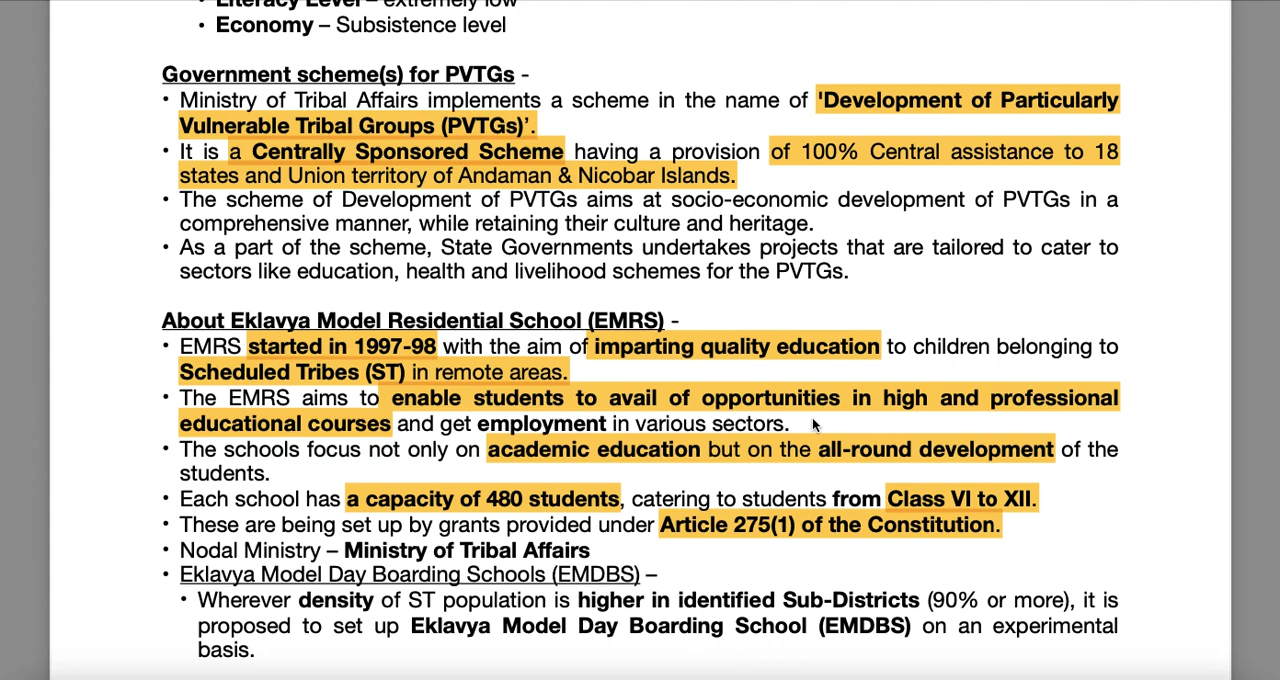 • Literacy Level – extremely low
• Economy – Subsistence level
Government scheme(s) for PVTGs -
• Ministry of Tribal Affairs implements a scheme in the name of 'Development of Particularly
Vulnerable Tribal Groups (PVTGs)’.
• It is a Centrally Sponsored Scheme having a provision of 100% Central assistance to 18
states and Union territory of Andaman & Nicobar Islands.
• The scheme of Development of PVTGs aims at socio-economic development of PVTGs in a
comprehensive manner, while retaining their culture and heritage.
• As a part of the scheme, State Governments undertakes projects that are tailored to cater to
sectors like education, health and livelihood schemes for the PVTGs.
About Eklavya Model Residential School (EMRS) -
• EMRS started in 1997-98 with the aim of imparting quality education to children belonging to
Scheduled Tribes (ST) in remote areas.
• The EMRS aims to enable students to avail of opportunities in high and professional
educational courses and get employment in various sectors.
• The schools focus not only on academic education but on the all-round development of the
students.
• Each school has a capacity of 480 students, catering to students from Class VI to XII.
• These are being set up by grants provided under Article 275(1) of the Constitution.
• Nodal Ministry – Ministry of Tribal Affairs
• Eklavya Model Day Boarding Schools (EMDBS) –
• Wherever density of ST population is higher in identified Sub-Districts (90% or more), it is
proposed to set up Eklavya Model Day Boarding School (EMDBS) on an experimental
basis.